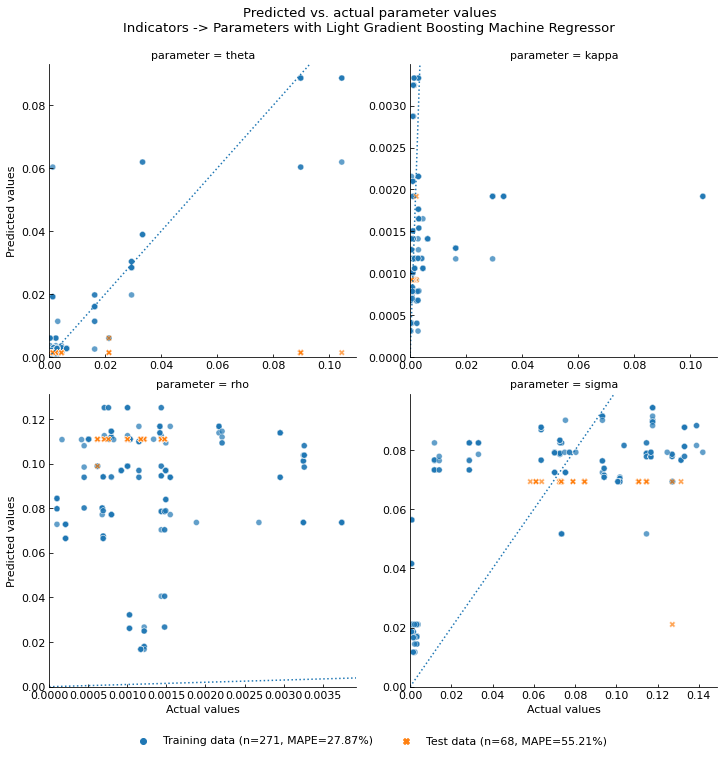 Predicted vs. actual parameter values
Indicators -> Parameters with Light Gradient Boosting Machine Regressor
parameter = theta
parameter = kappa
Predicted values
0.08
0.06
0.04
0.02
0.00
0.00 0.02 0.04 0.06 0.08 0.10
0.0030
0.0025
0.0020
0.0015
0.0010
0.0005
0.0000
0.00 0.02 0.04 0.06 0.08 0.10
parameter = rho
parameter = sigma
Predicted values
0.12
0.10
0.08
0.06
0.04
0.02
0.00
0.0000 0.0005 0.0010 0.0015 0.0020 0.0025 0.0030 0.0035
Actual values
0.08
0.06
0.04
0.02
0.00
0.00 0.02 0.04 0.06 0.08 0.10 0.12 0.14
Actual values
Training data (n=271, MAPE=27.87%)
Test data (n=68, MAPE=55.21%)